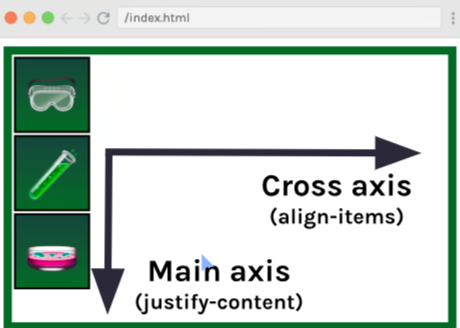 /index.html
Cross axis
(align-items)
Main axis
(justify-content)